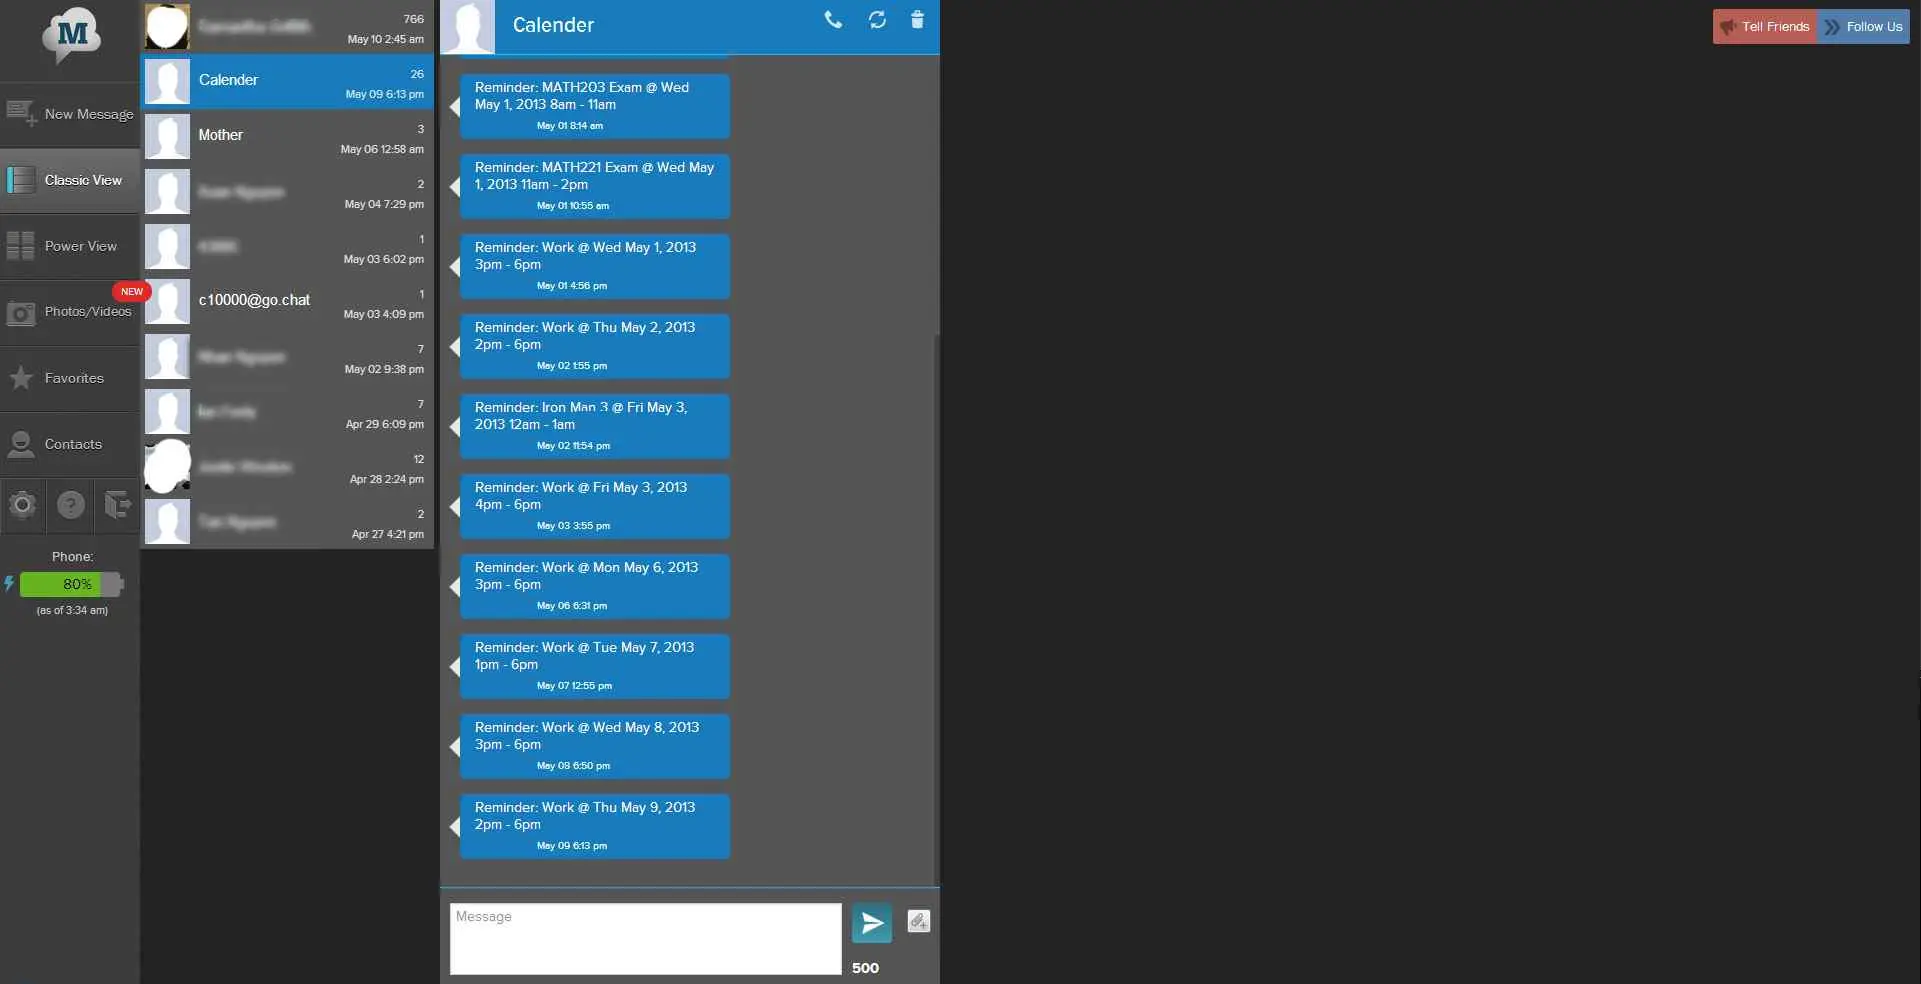 M
New Message
Classic View
Power View
NEW
Photos/Videos
Favorites
Contacts
?
Phone:
80%
(as of 3:34 am)
766
May 10 2:45 am
Calender
26
May 09 6:13 pm
Mother
3
May 06 12:58 am
2
May 04 7:29 pm
1
May 03 6:02 pm
c10000@go.chat
1
May 03 4:09 pm
7
May 02 9:38 pm
7
Apr 29 6:09 pm
12
Apr 28 2:24 pm
2
Apr 27 4:21 pm
Calender
Reminder: MATH203 Exam @ Wed
May 1, 2013 8am - 11am
May 01 8:14 am
Reminder: MATH221 Exam @ Wed May
1, 2013 11am - 2pm
May 01 10:55 am
Reminder: Work @ Wed May 1, 2013
3pm - 6pm
May 01 4:56 pm
Reminder: Work @ Thu May 2, 2013
2pm - 6pm
May 02 1:55 pm
Reminder: Iron Man 3 @ Fri May 3,
2013 12am - 1am
May 02 11:54 pm
Reminder: Work @ Fri May 3, 2013
4pm - 6pm
May 03 3:55 pm
Reminder: Work @ Mon May 6, 2013
3pm - 6pm
May 06 6:31 pm
Reminder: Work @ Tue May 7, 2013
1pm - 6pm
May 07 12:55 pm
Reminder: Work @ Wed May 8, 2013
3pm - 6pm
May 08 6:50 pm
Reminder: Work @ Thu May 9, 2013
2pm - 6pm
May 09 6:13 pm
Message
500
Tell Friends
Follow Us